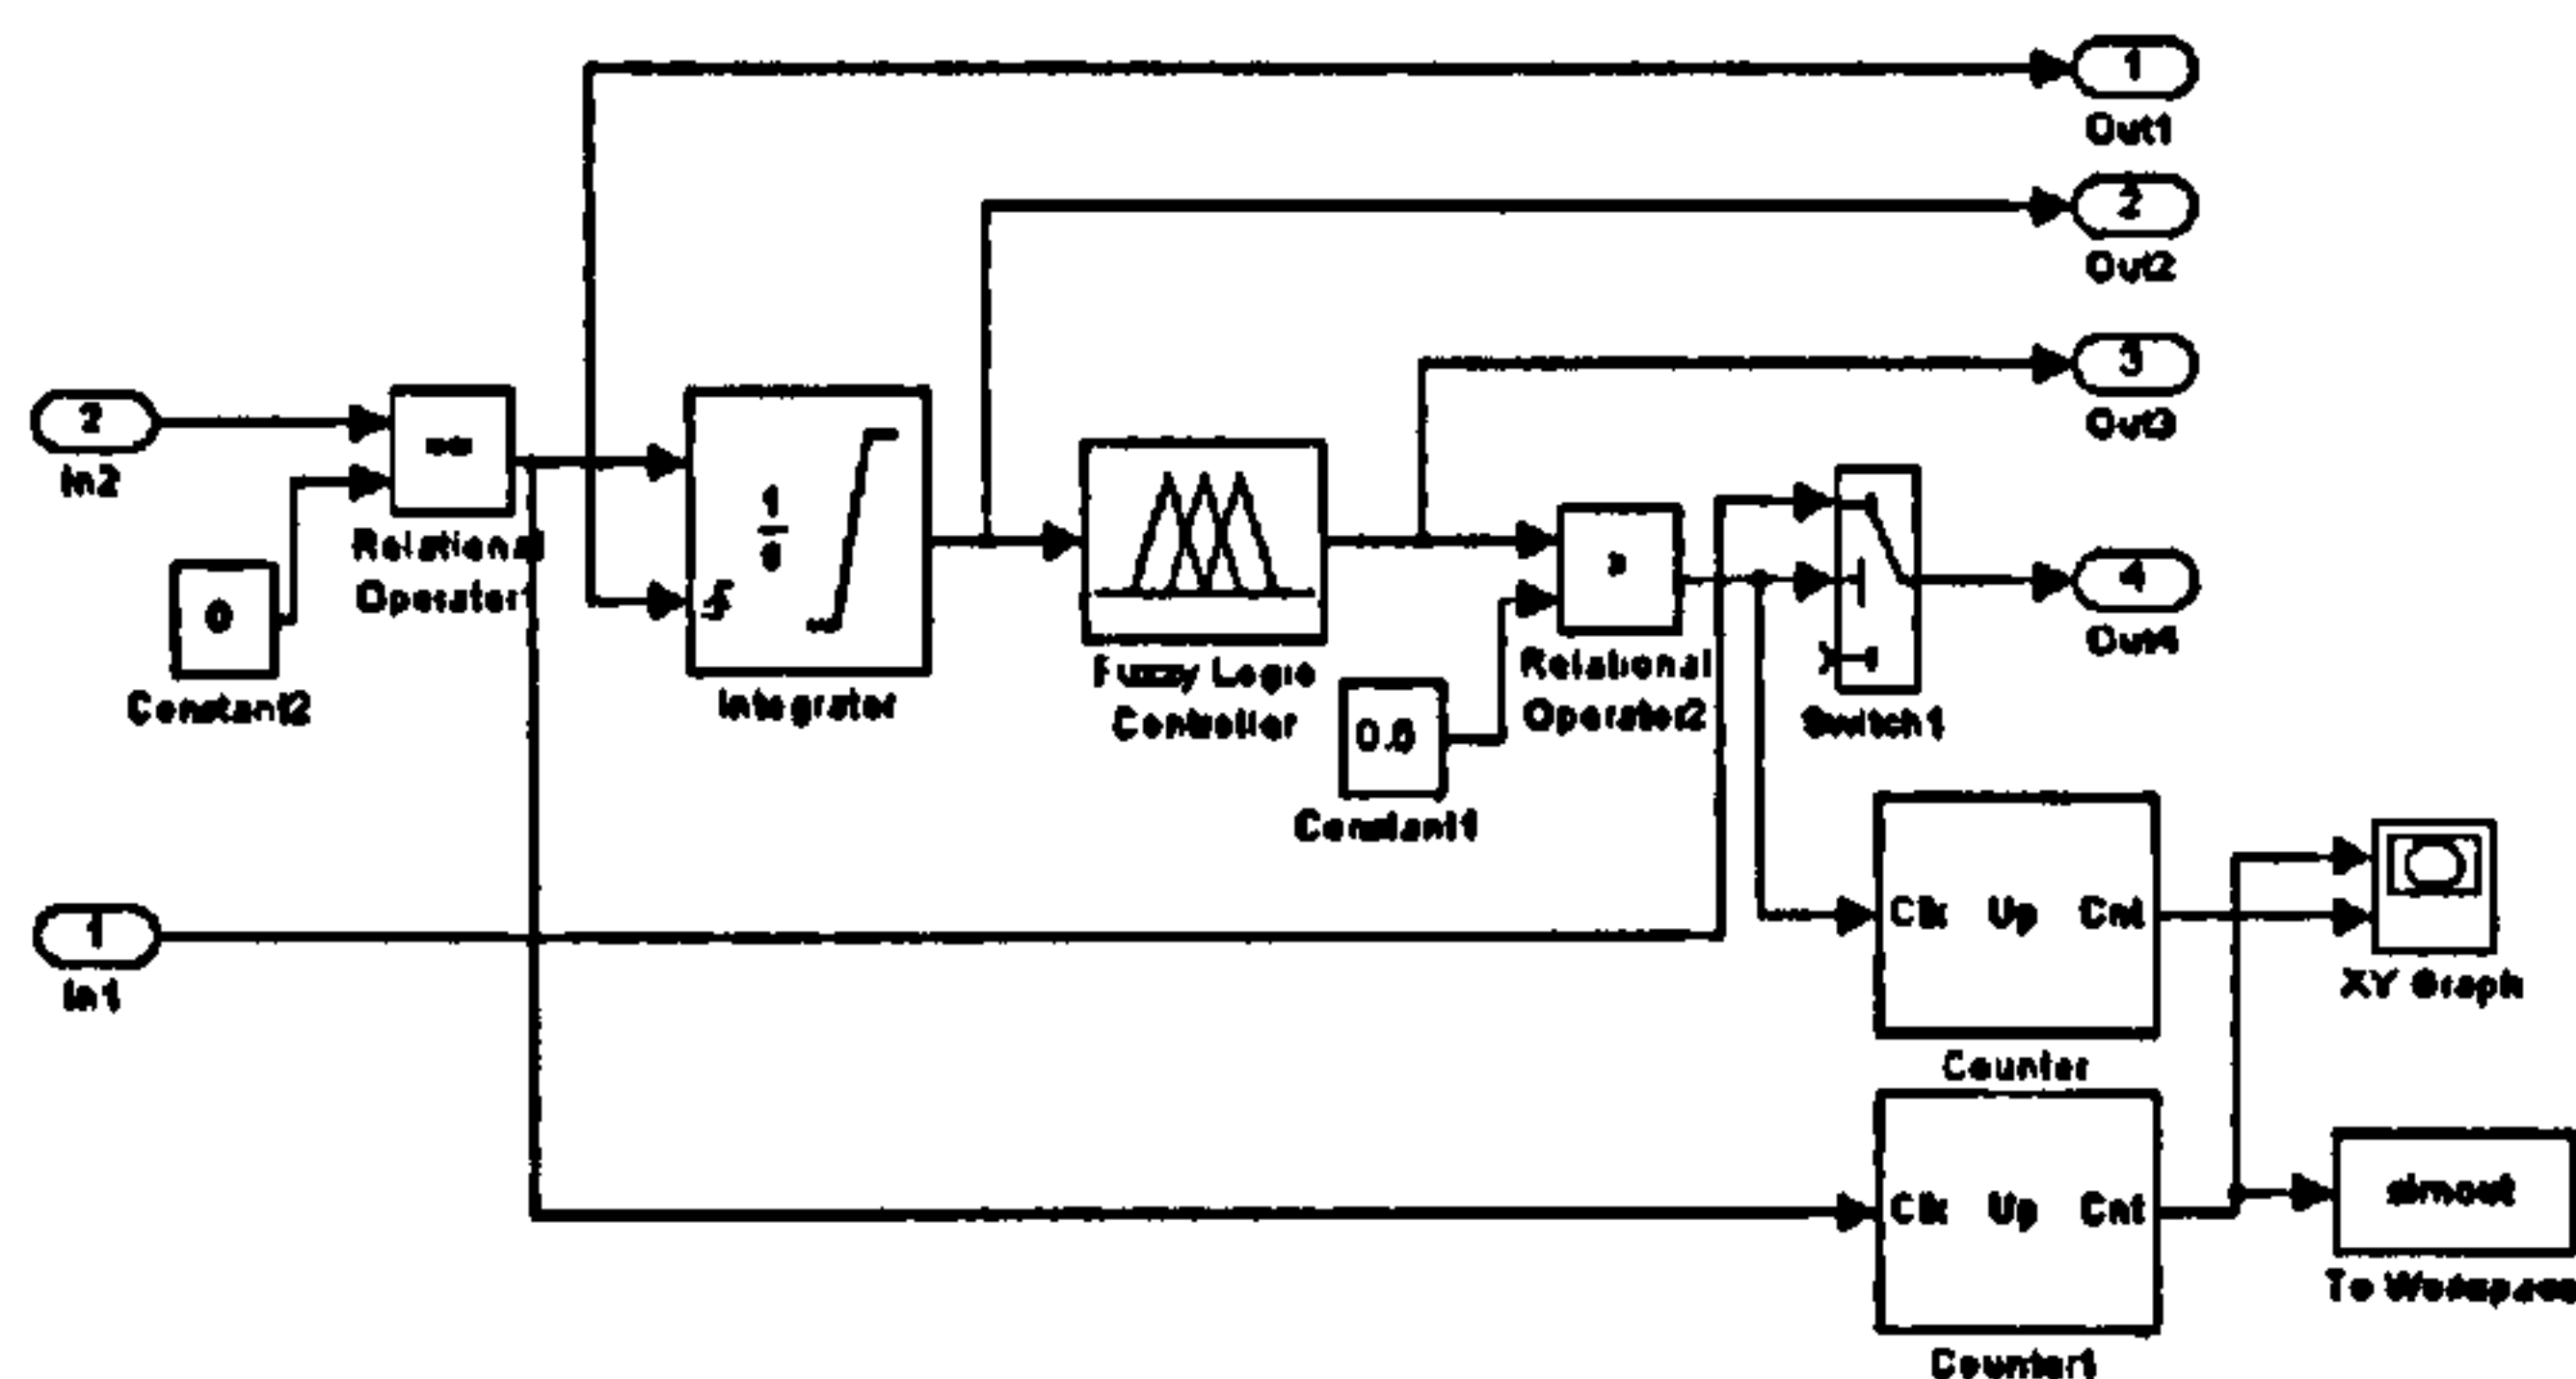 1
Out1
2
Out2
3
Out3
2
In2
Relational
Operator1
0
Constant2
1
Integrator
Fuzzy Logic
Controller
Relational
Operator2
Constant1
Switch1
4
Out4
1
In1
Clk Up Cnt
Counter
XY Graph
Clk Up Cnt
Counter1
simout
To Workspace